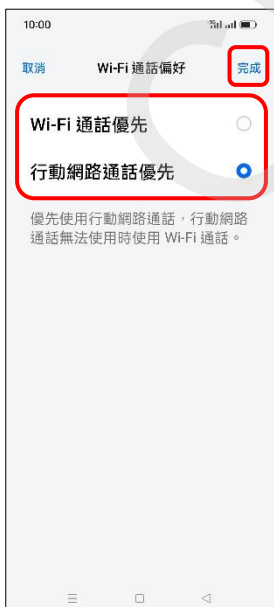 10:00
取消 Wi-Fi 通話偏好 完成
Wi-Fi 通話優先
行動網路通話優先
優先使用行動網路通話，行動網路
通話無法使用時使用 Wi-Fi 通話。